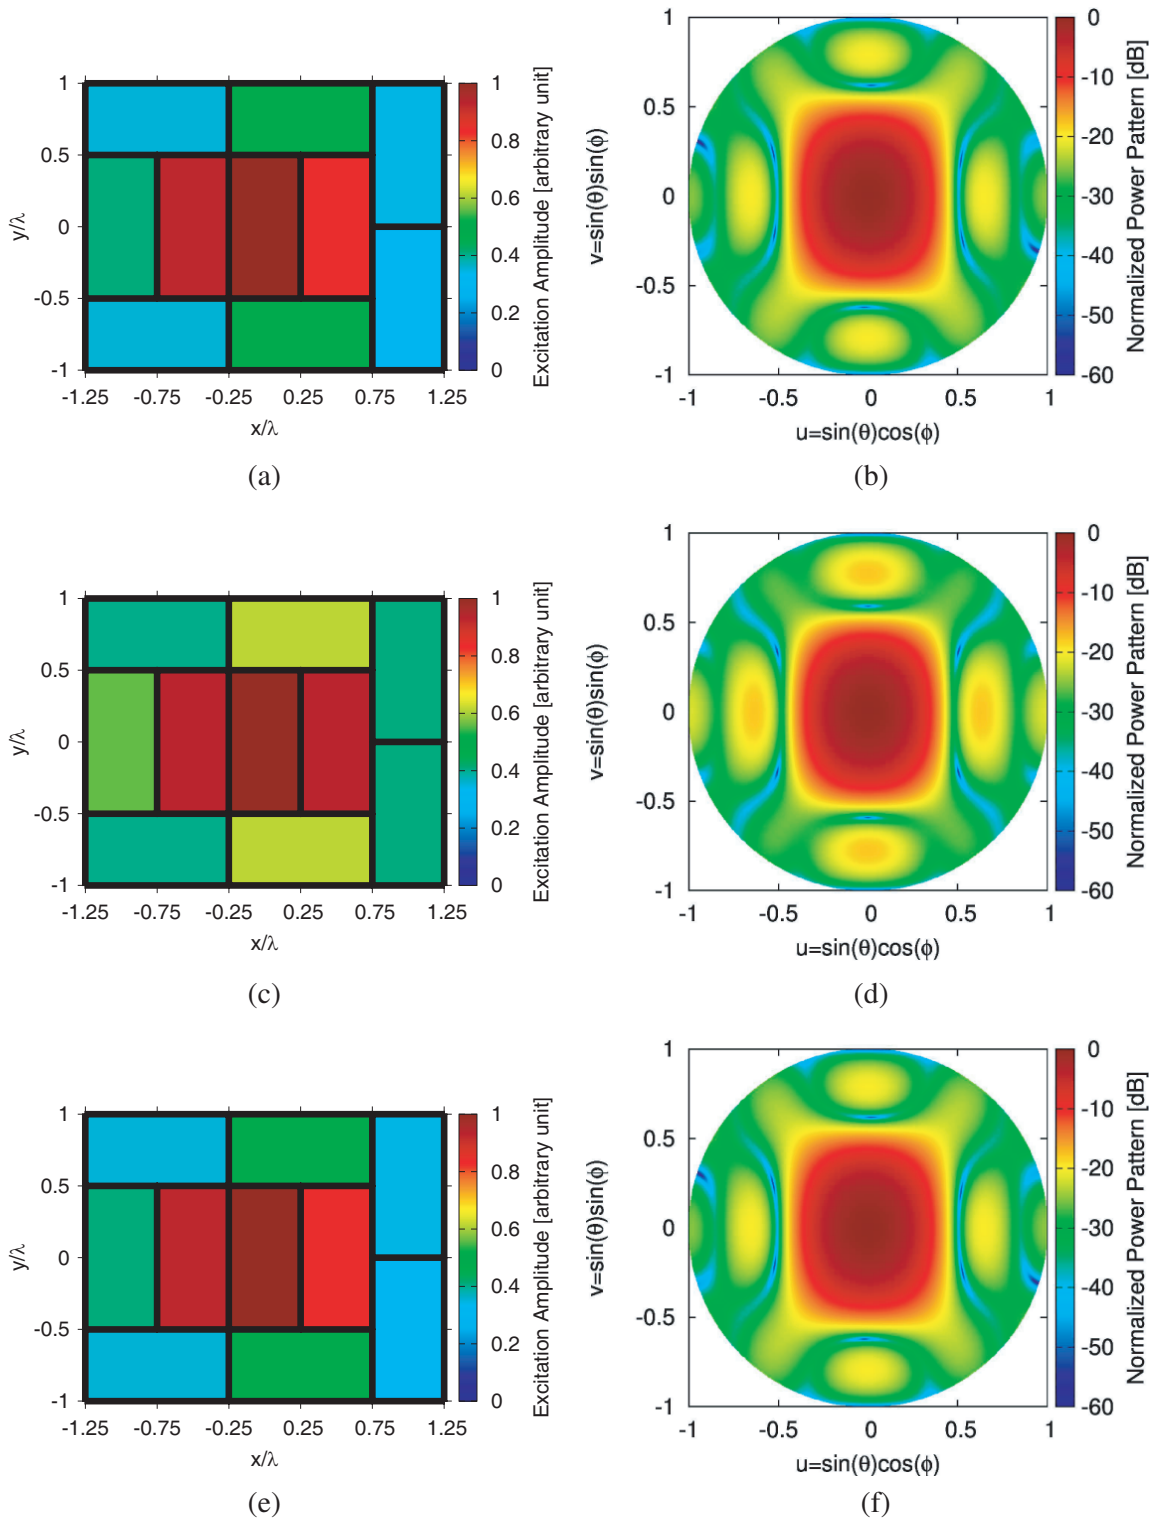 1
0.5
0
-0.5
-1
y/λ
-1.25 -0.75 -0.25 0.25 0.75 1.25
x/λ
1
0.8
0.6
0.4
0.2
0
Excitation Amplitude [arbitrary unit]
(a)
1
0.5
0
-0.5
-1
v=sin(θ)sin(ϕ)
-1 -0.5 0 0.5 1
u=sin(θ)cos(ϕ)
0
-10
-20
-30
-40
-50
-60
Normalized Power Pattern [dB]
(b)
1
0.5
0
-0.5
-1
y/λ
-1.25 -0.75 -0.25 0.25 0.75 1.25
x/λ
1
0.8
0.6
0.4
0.2
0
Excitation Amplitude [arbitrary unit]
(c)
1
0.5
0
-0.5
-1
v=sin(θ)sin(ϕ)
-1 -0.5 0 0.5 1
u=sin(θ)cos(ϕ)
0
-10
-20
-30
-40
-50
-60
Normalized Power Pattern [dB]
(d)
1
0.5
0
-0.5
-1
y/λ
-1.25 -0.75 -0.25 0.25 0.75 1.25
x/λ
1
0.8
0.6
0.4
0.2
0
Excitation Amplitude [arbitrary unit]
(e)
1
0.5
0
-0.5
-1
v=sin(θ)sin(ϕ)
-1 -0.5 0 0.5 1
u=sin(θ)cos(ϕ)
0
-10
-20
-30
-40
-50
-60
Normalized Power Pattern [dB]
(f)